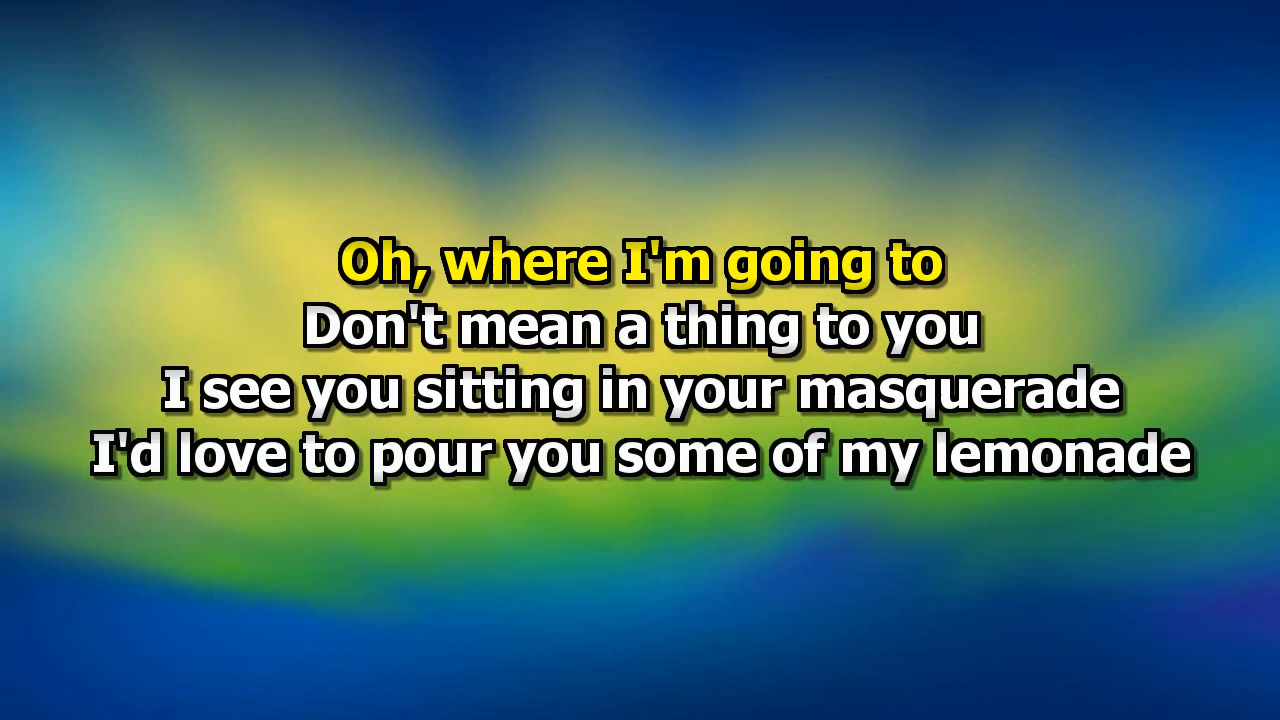 Oh, where I'm going to
Don't mean a thing to you
I see you sitting in your masquerade
I'd love to pour you some of my lemonade